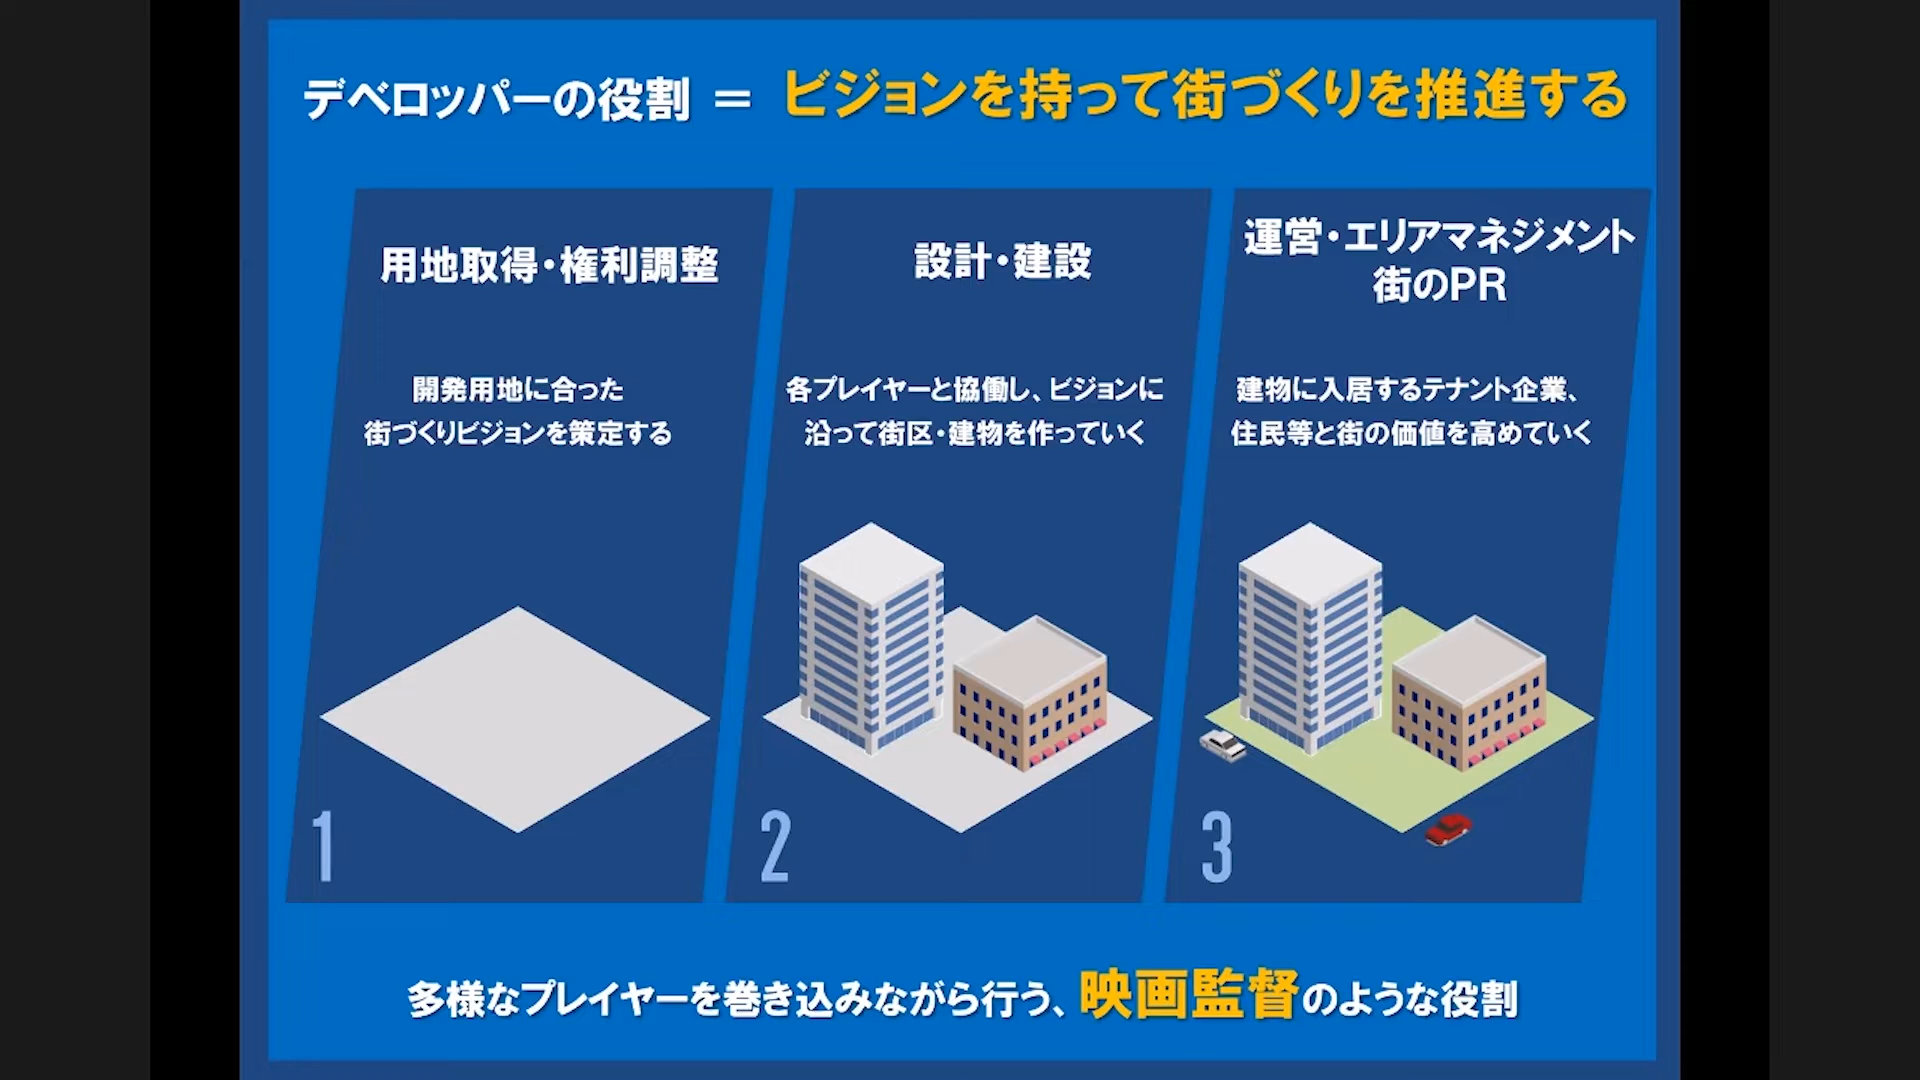 デベロッパーの役割 = ビジョンを持って街づくりを推進する
用地取得・権利調整
開発用地に合った
街づくりビジョンを策定する
1
設計・建設
各プレイヤーと協働し、ビジョンに
沿って街区・建物を作っていく
2
運営・エリアマネジメント
街のPR
建物に入居するテナント企業、
住民等と街の価値を高めていく
3
多様なプレイヤーを巻き込みながら行う、映画監督のような役割